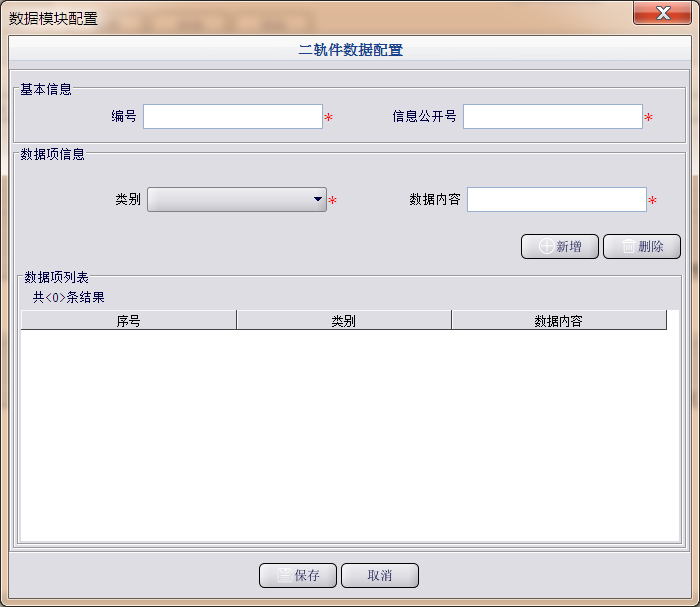 数据模块配置
二轨件数据配置
基本信息
编号 * 信息公开号 *
数据项信息
类别 * 数据内容 *
新增 删除
数据项列表
共<0>条结果
序号 类别 数据内容
保存 取消